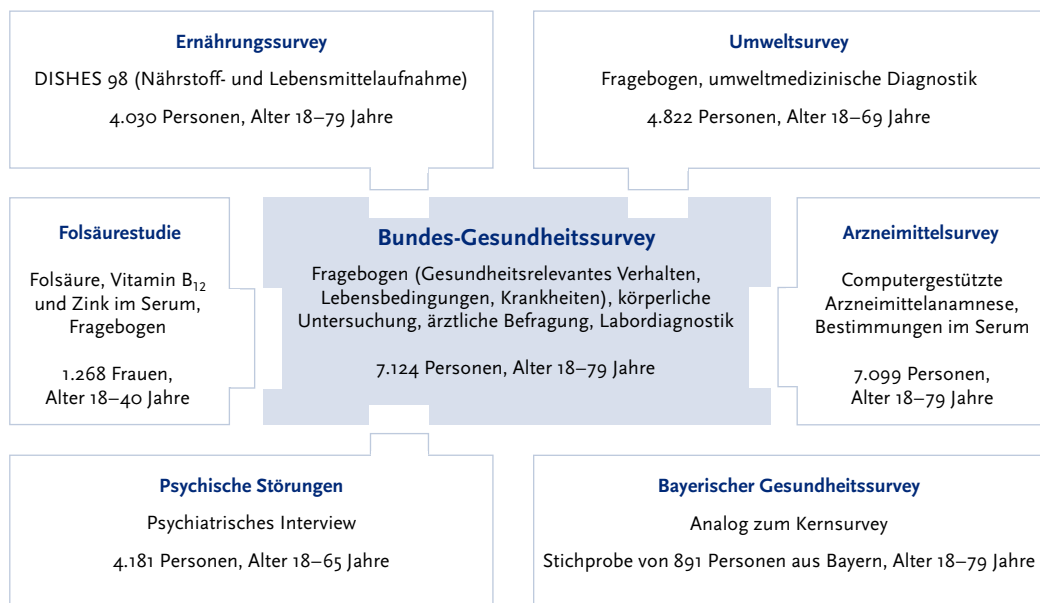 Ernährungssurvey
DISHES 98 (Nährstoff- und Lebensmittelaufnahme)
4.030 Personen, Alter 18–79 Jahre
Umweltsurvey
Fragebogen, umweltmedizinische Diagnostik
4.822 Personen, Alter 18–69 Jahre
Folsäurestudie
Folsäure, Vitamin B₁₂
und Zink im Serum,
Fragebogen
1.268 Frauen,
Alter 18–40 Jahre
Bundes-Gesundheitssurvey
Fragebogen (Gesundheitsrelevantes Verhalten,
Lebensbedingungen, Krankheiten), körperliche
Untersuchung, ärztliche Befragung, Labordiagnostik
7.124 Personen, Alter 18–79 Jahre
Arzneimittelsurvey
Computergestützte
Arzneimittelanamnese,
Bestimmungen im Serum
7.099 Personen,
Alter 18–79 Jahre
Psychische Störungen
Psychiatrisches Interview
4.181 Personen, Alter 18–65 Jahre
Bayerischer Gesundheitssurvey
Analog zum Kernsurvey
Stichprobe von 891 Personen aus Bayern, Alter 18–79 Jahre